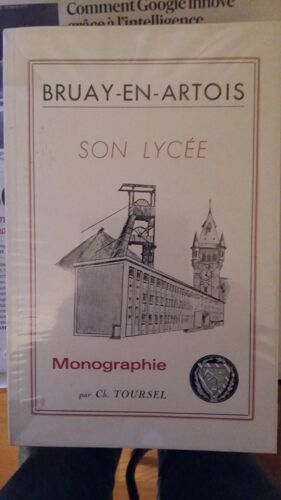 Comment Google innove
grâce à l'intelligence
BRUAY-EN-ARTOIS
SON LYCÉE
Monographie
par Ch. TOURSEL